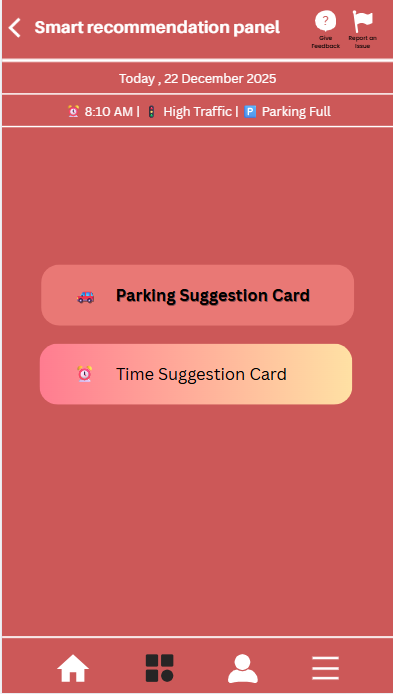 Smart recommendation panel
Give
Feedback
Report an
Issue
Today , 22 December 2025
8:10 AM | High Traffic | P Parking Full
Parking Suggestion Card
Time Suggestion Card